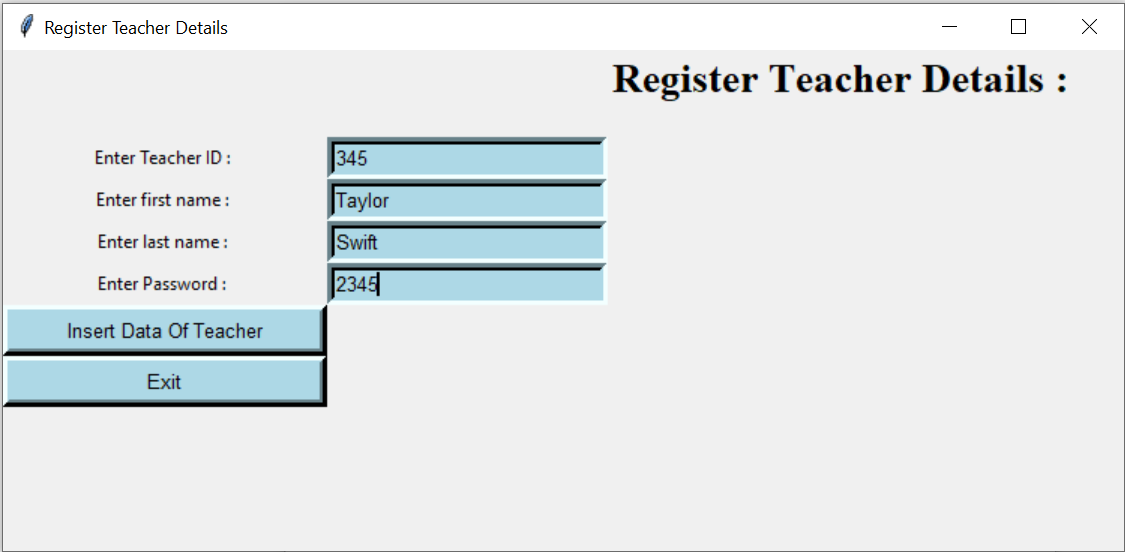 Register Teacher Details
Register Teacher Details :
Enter Teacher ID : 345
Enter first name : Taylor
Enter last name : Swift
Enter Password : 2345
Insert Data Of Teacher
Exit